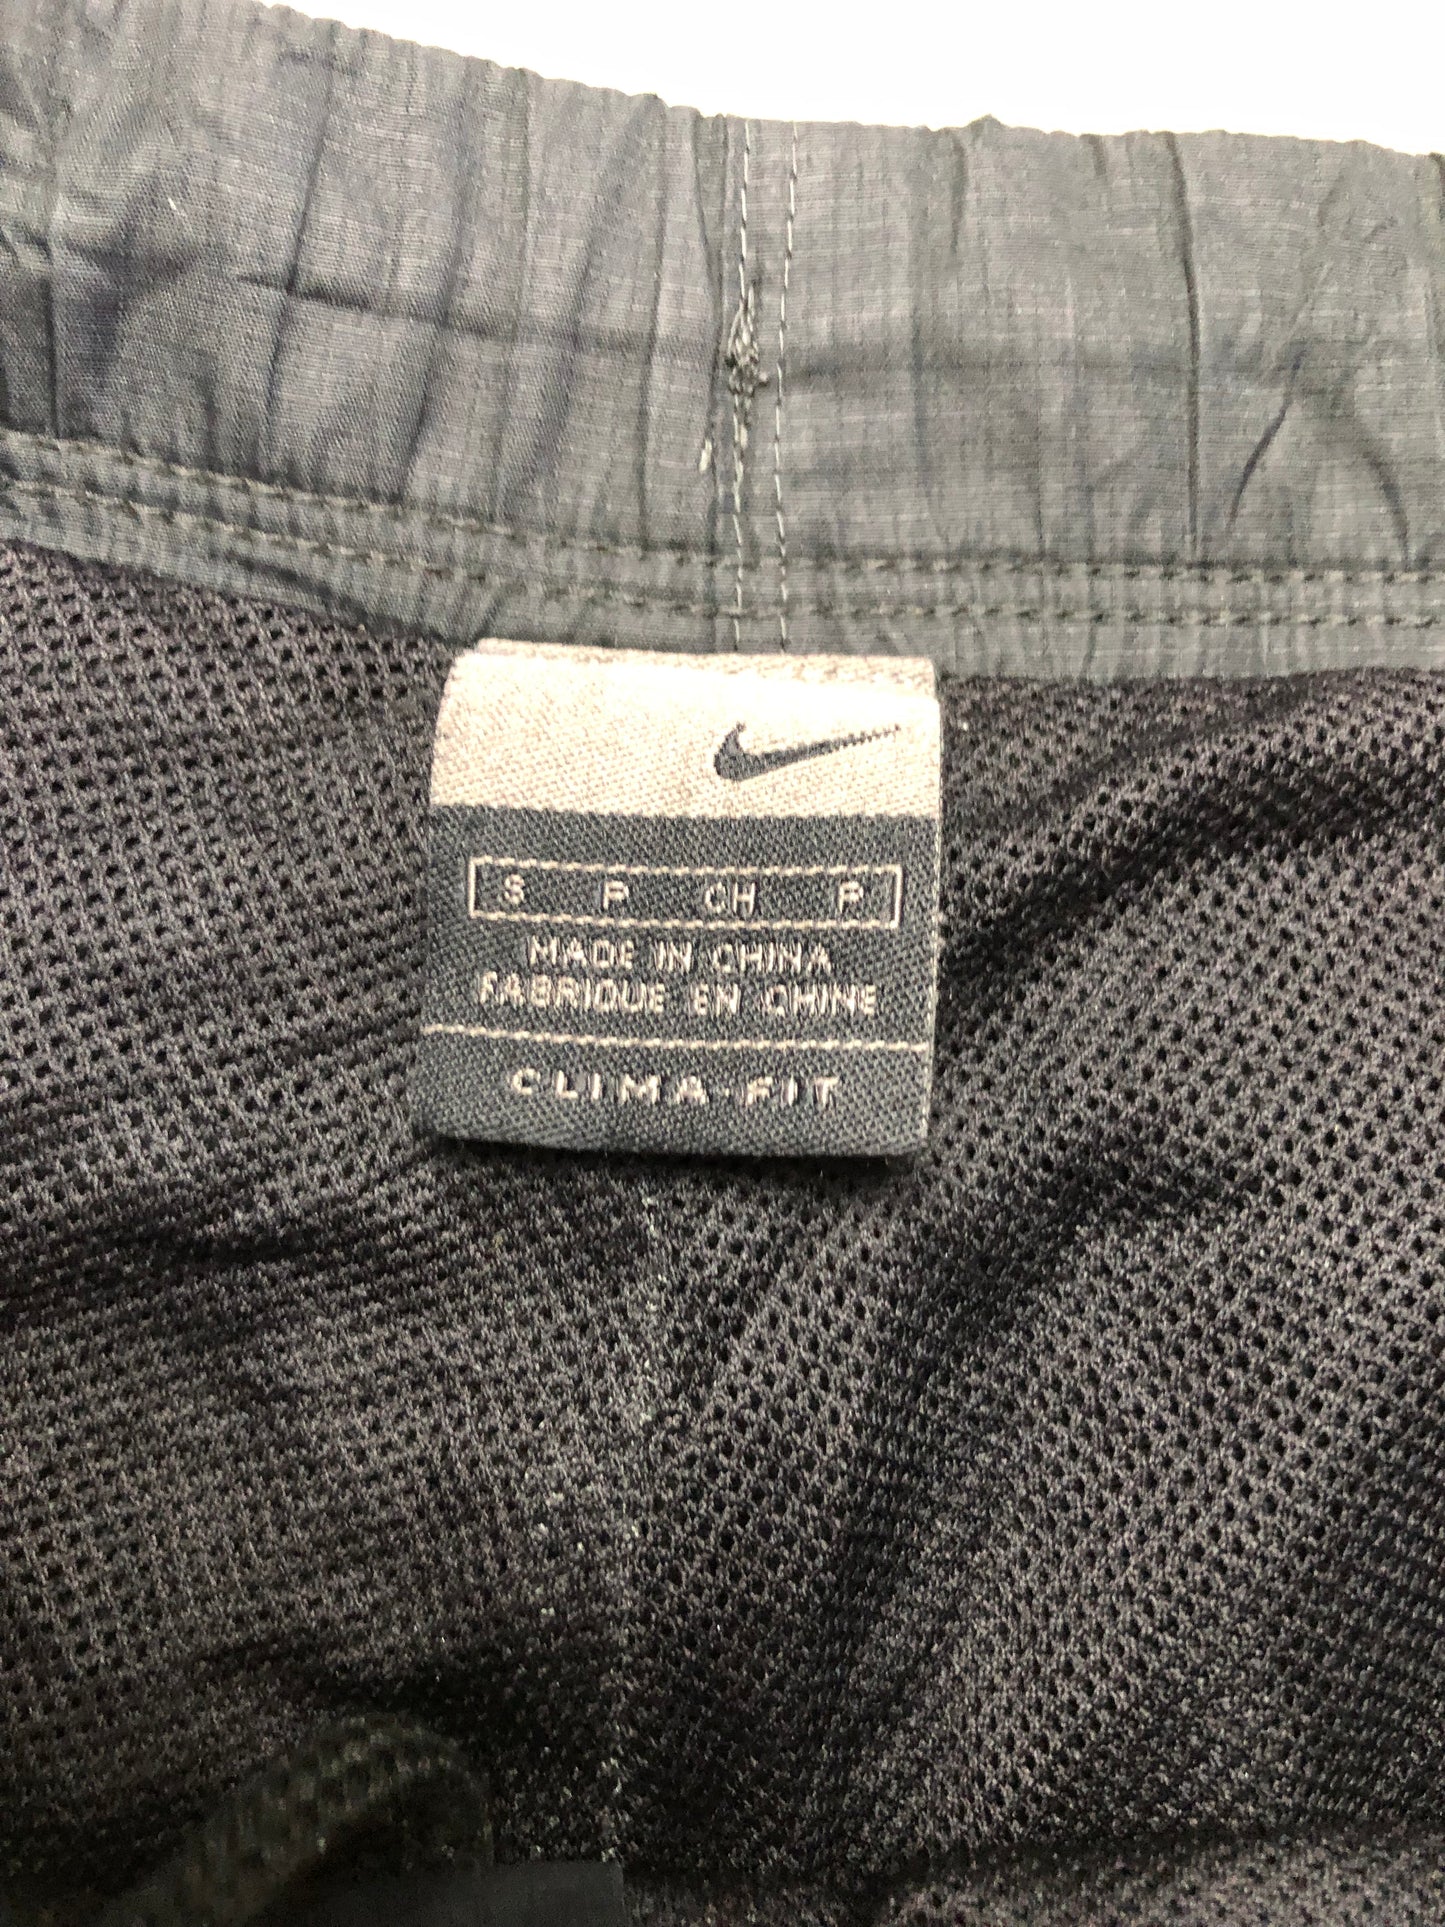 S P CH P
MADE IN CHINA
FABRIQUE EN CHINE
CLIMA-FIT